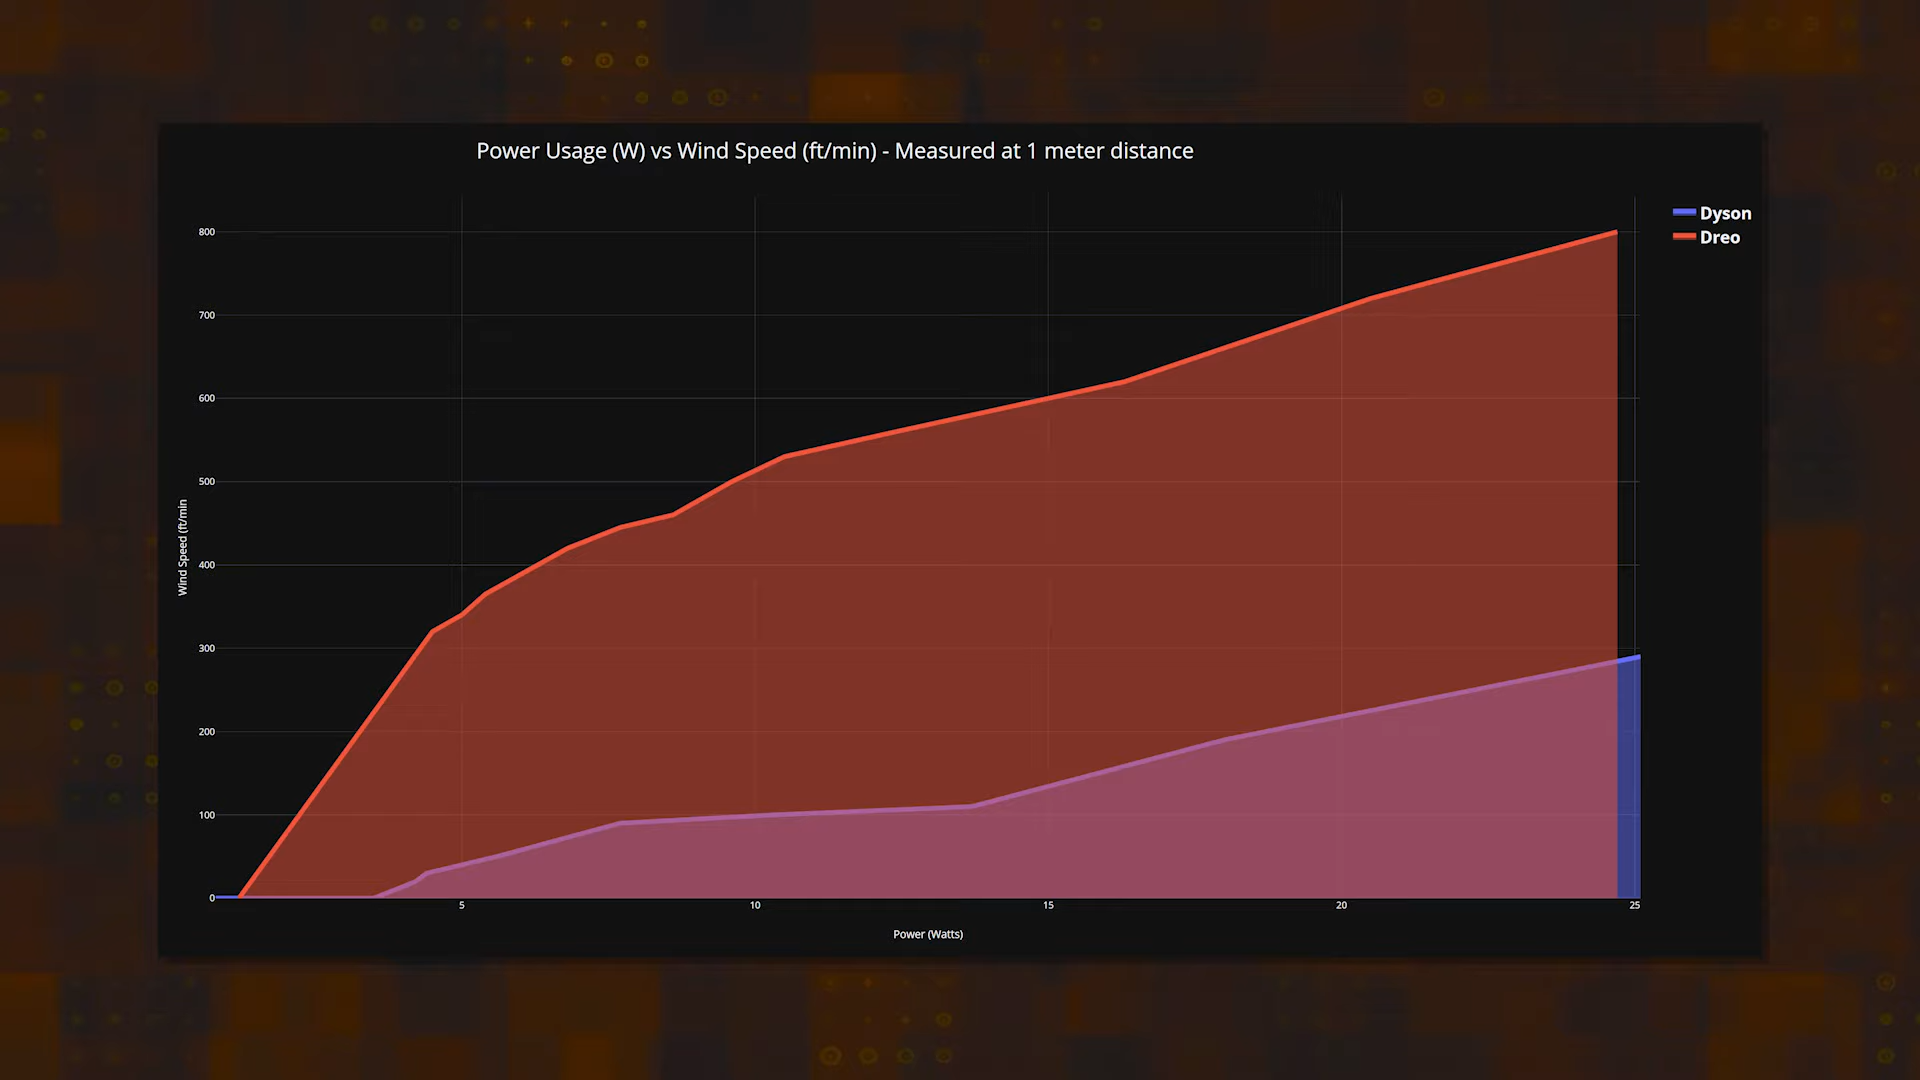 Power Usage (W) vs Wind Speed (ft/min) - Measured at 1 meter distance
Dyson
Dreo
800
700
600
500
400
300
200
100
0
Wind Speed (ft/min
5
10
15
20
25
Power (Watts)